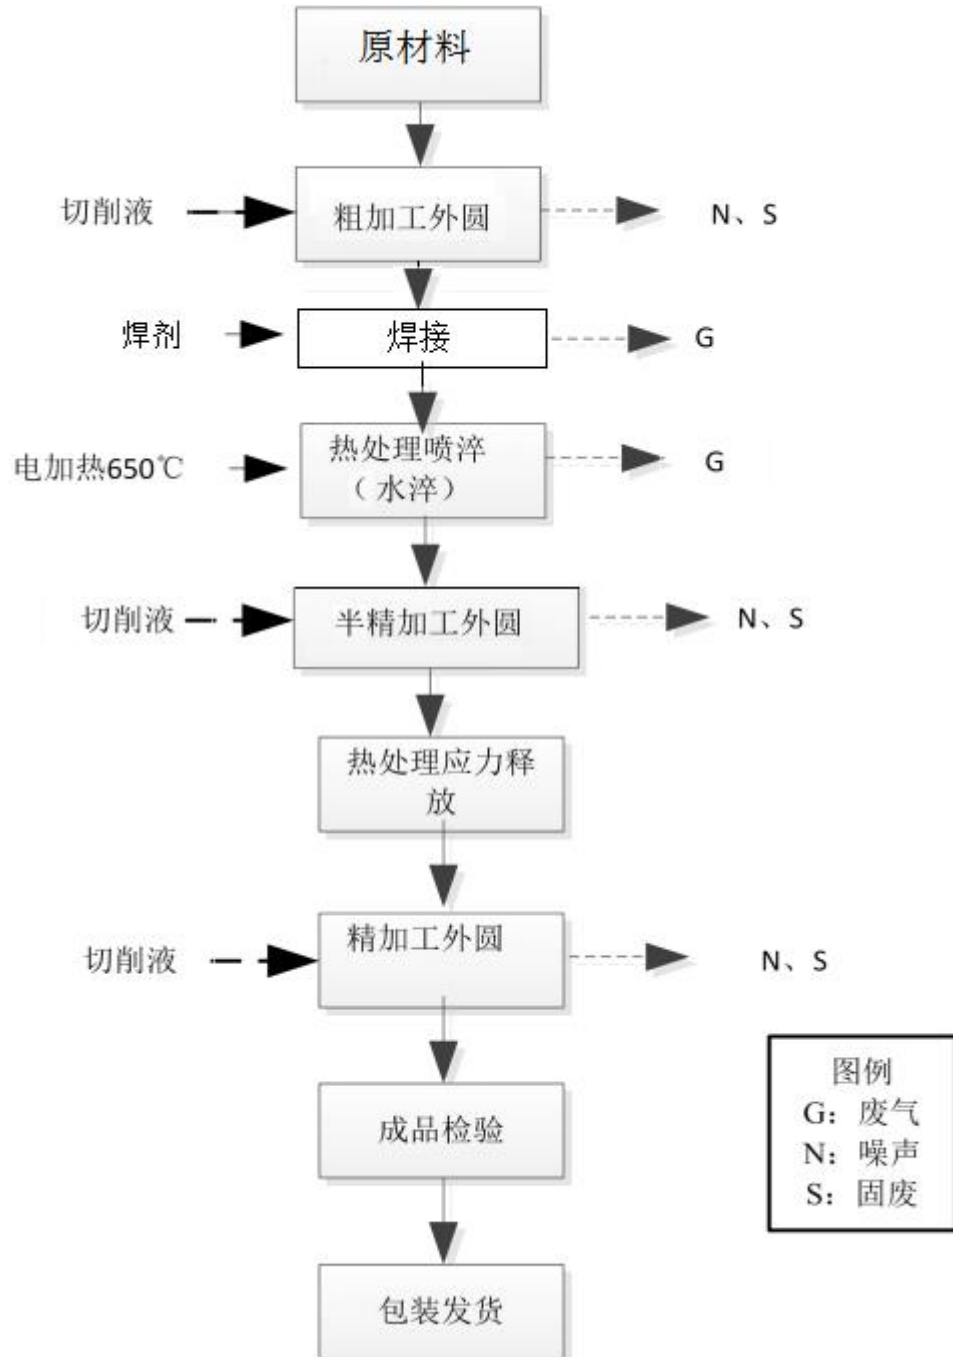 原材料
切削液
粗加工外圆
N、S
焊剂
焊接
G
电加热650℃
热处理喷淬
（水淬）
G
切削液
半精加工外圆
N、S
热处理应力释
放
切削液
精加工外圆
N、S
成品检验
包装发货
图例
G：废气
N：噪声
S：固废